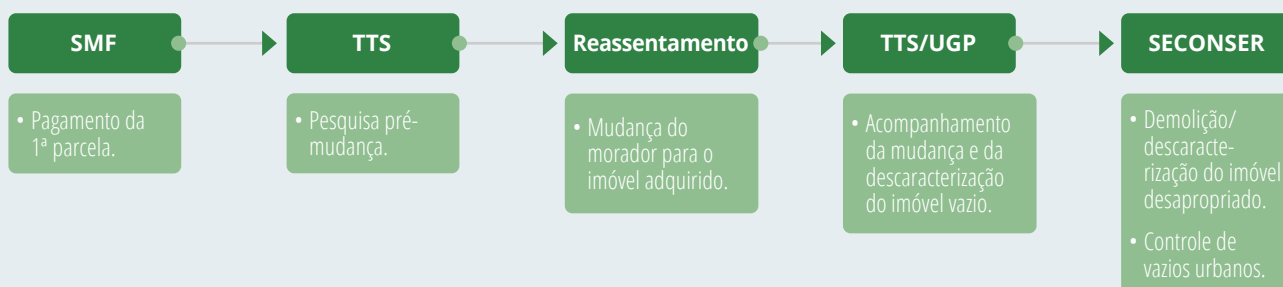 SMF
• Pagamento da
1ª parcela.
TTS
• Pesquisa pré-
mudança.
Reassentamento
• Mudança do
morador para o
imóvel adquirido.
TTS/UGP
• Acompanhamento
da mudança e da
descaracterização
do imóvel vazio.
SECONSER
• Demolição/
descaracte-
rização do imóvel
desapropriado.
• Controle de
vazios urbanos.